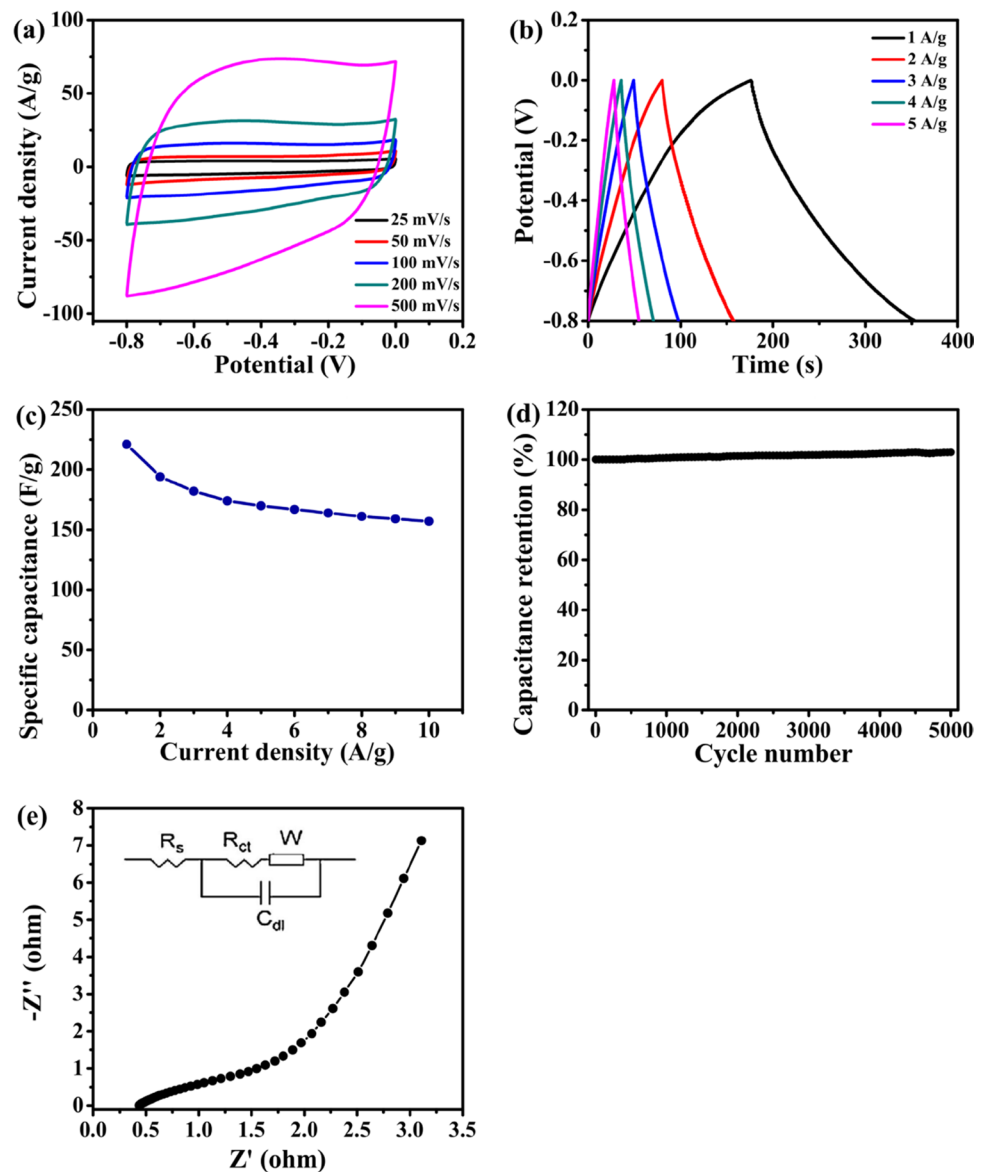 (a)
100
50
0
-50
-100
Current density (A/g)
25 mV/s
50 mV/s
100 mV/s
200 mV/s
500 mV/s
-0.8 -0.6 -0.4 -0.2 0.0 0.2
Potential (V)
(b)
0.2
0.0
-0.2
-0.4
-0.6
-0.8
Potential (V)
1 A/g
2 A/g
3 A/g
4 A/g
5 A/g
0 100 200 300 400
Time (s)
(c)
250
200
150
100
50
0
Specific capacitance (F/g)
0 2 4 6 8 10
Current density (A/g)
(d)
120
100
80
60
40
20
0
Capacitance retention (%)
0 1000 2000 3000 4000 5000
Cycle number
(e)
8
7
6
5
4
3
2
1
0
-Z'' (ohm)
Rs Rct W
Cdl
0.0 0.5 1.0 1.5 2.0 2.5 3.0 3.5
Z' (ohm)